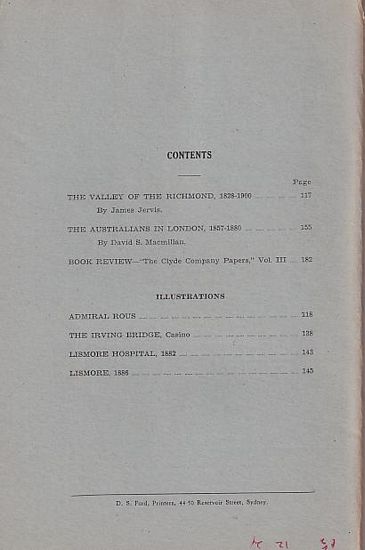 CONTENTS
Page
THE VALLEY OF THE RICHMOND, 1828-1900 ... ... ... ... 117
By James Jervis.
THE AUSTRALIANS IN LONDON, 1857-1880 ... ... ... ... 155
By David S. Macmillan.
BOOK REVIEW—"The Clyde Company Papers," Vol. III ... 182
ILLUSTRATIONS
ADMIRAL ROUS ... ... ... ... 118
THE IRVING BRIDGE, Casino ... ... ... ... 138
LISMORE HOSPITAL, 1882 ... ... ... ... 143
LISMORE, 1886 ... ... ... ... 145
D. S. Ford, Printers, 44-50 Reservoir Street, Sydney.